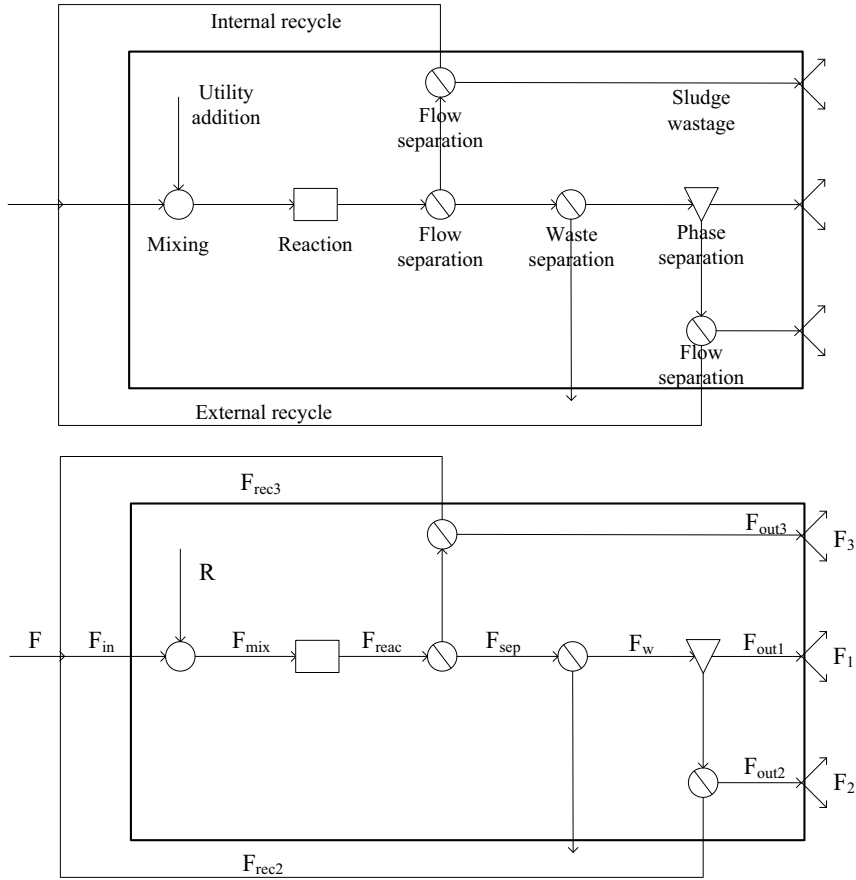 Internal recycle
Utility
addition
Flow
separation
Sludge
wastage
Mixing
Reaction
Flow
separation
Waste
separation
Phase
separation
Flow
separation
External recycle
F_rec3
F_out3
F_3
R
F
F_in
F_mix
F_reac
F_sep
F_w
F_out1
F_1
F_out2
F_2
F_rec2